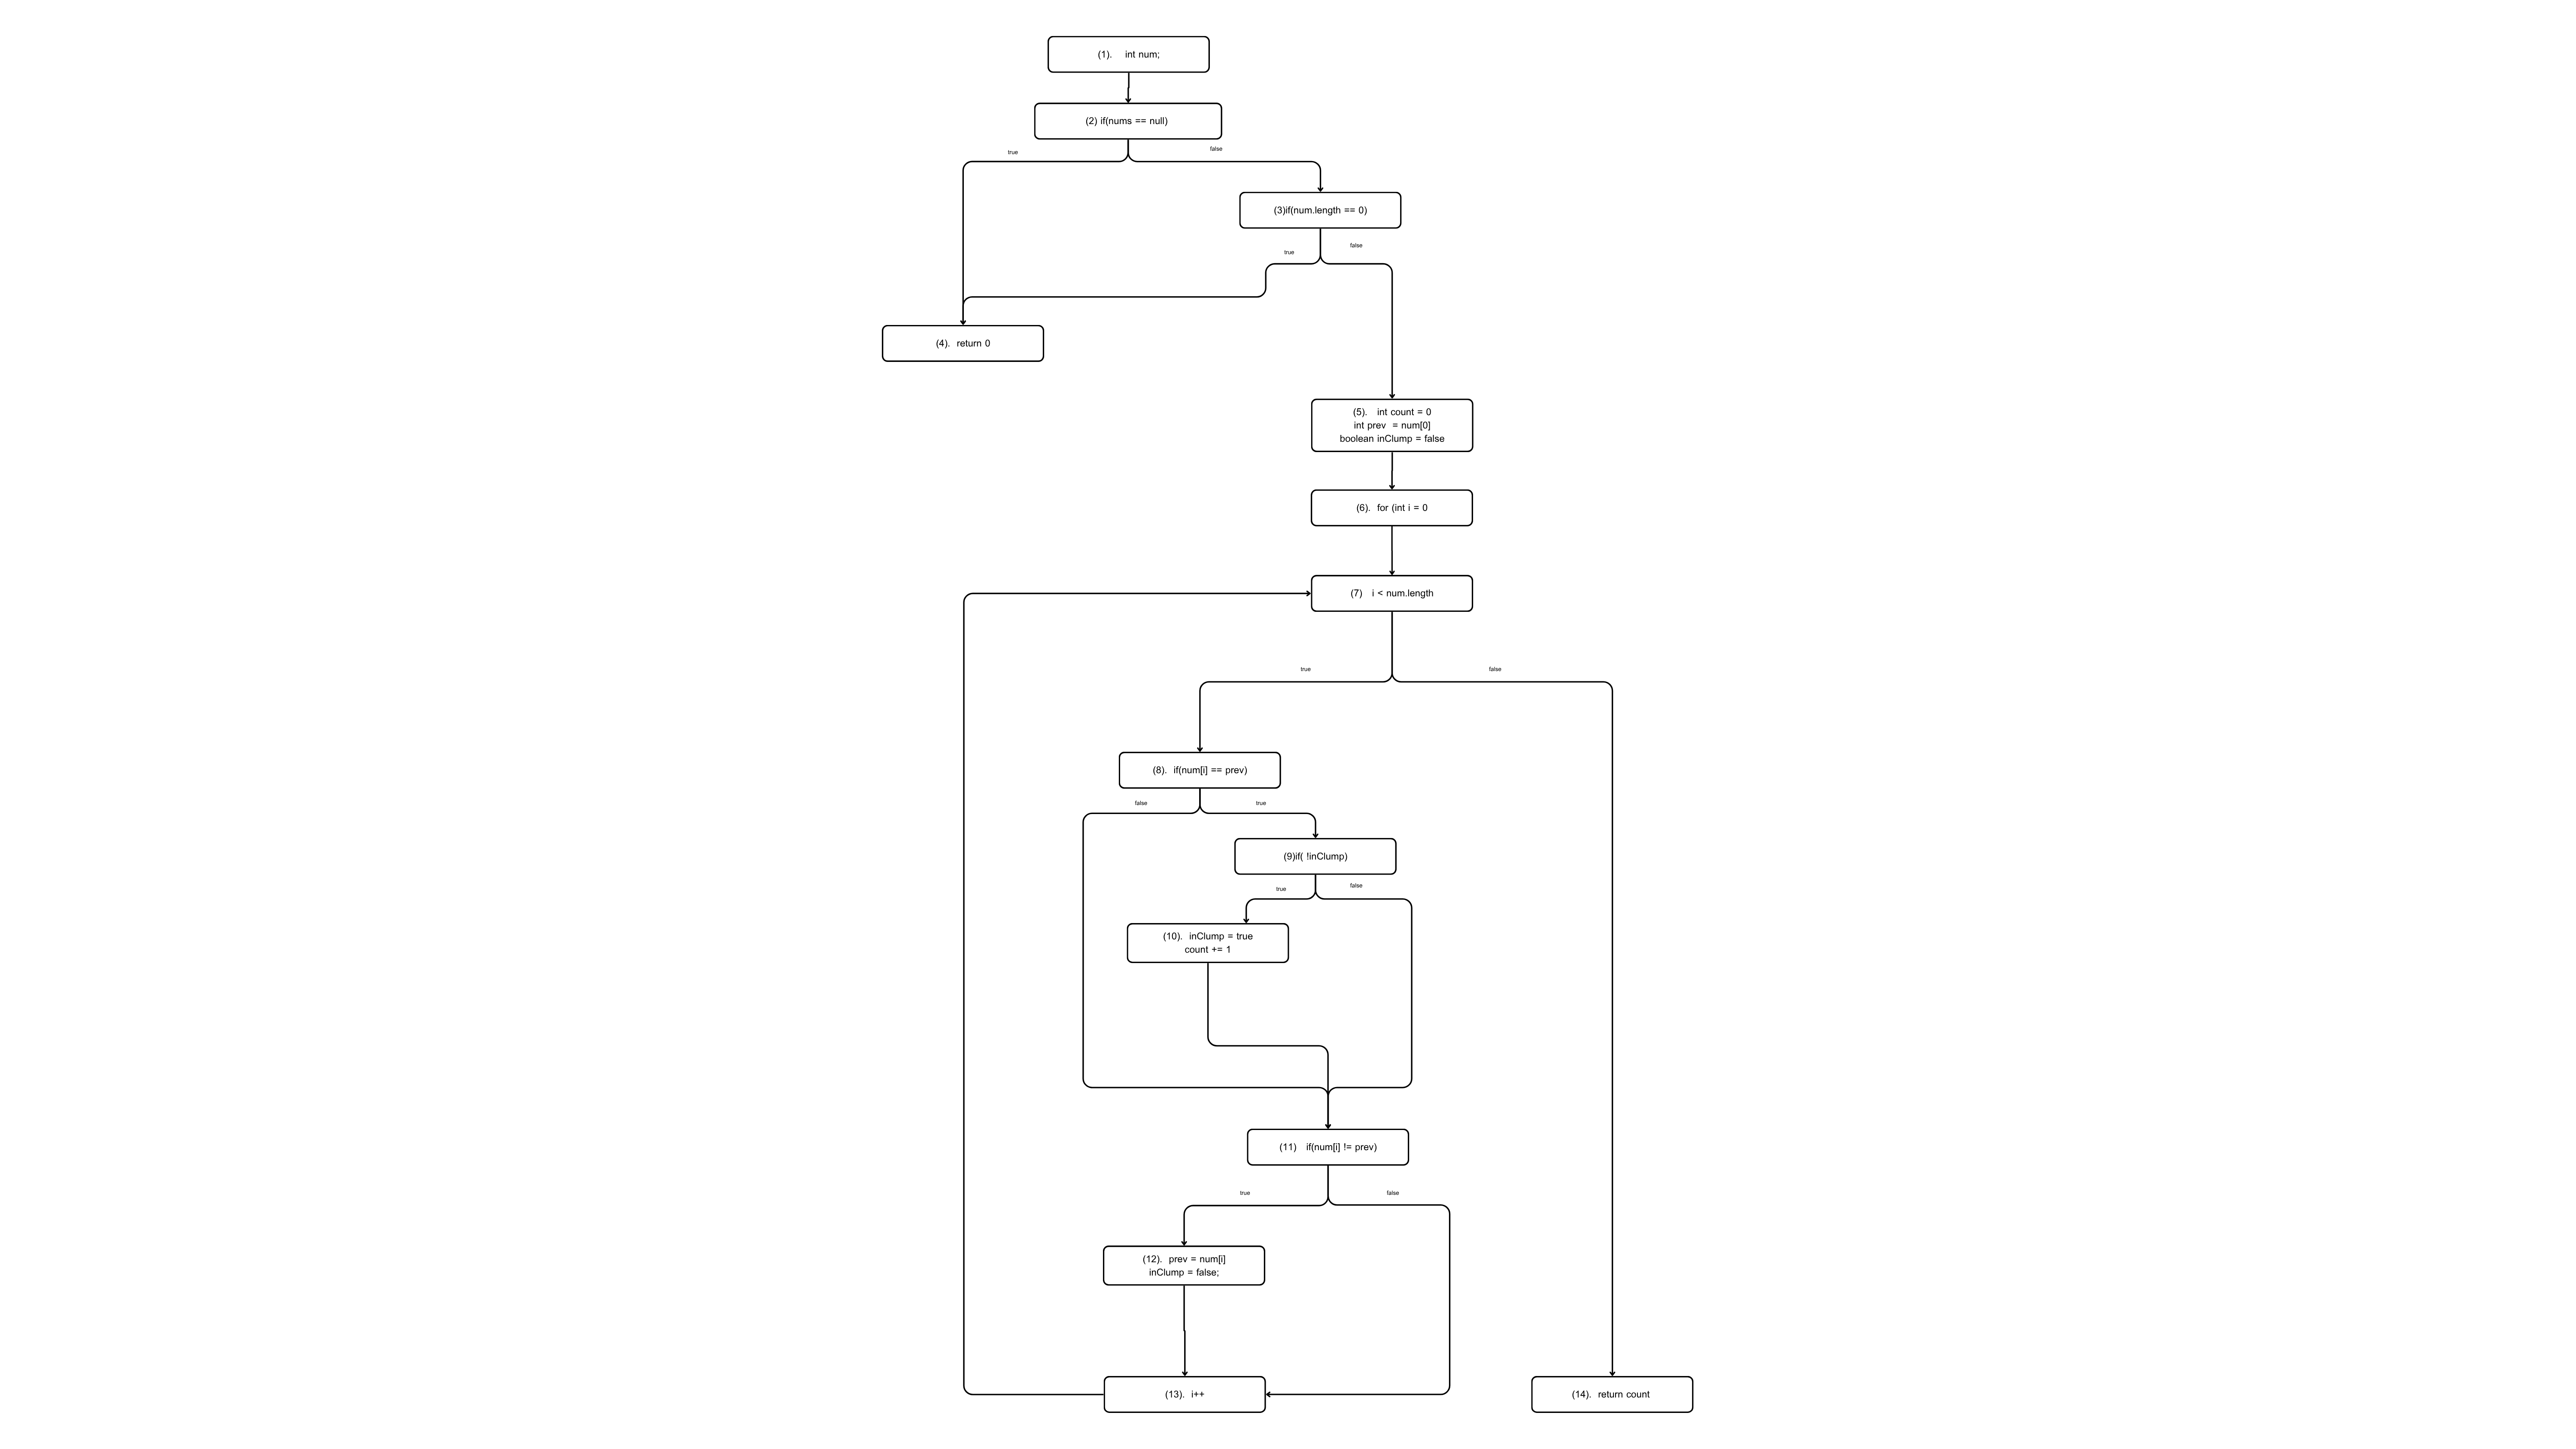 (1). int num;
(2) if(nums == null)
true
false
(3)if(num.length == 0)
true
false
(4). return 0
(5). int count = 0
int prev = num[0]
boolean inClump = false
(6). for (int i = 0
(7) i < num.length
true
false
(8). if(num[i] == prev)
false
true
(9)if( !inClump)
true
false
(10). inClump = true
count += 1
(11) if(num[i] != prev)
true
false
(12). prev = num[i]
inClump = false;
(13). i++
(14). return count